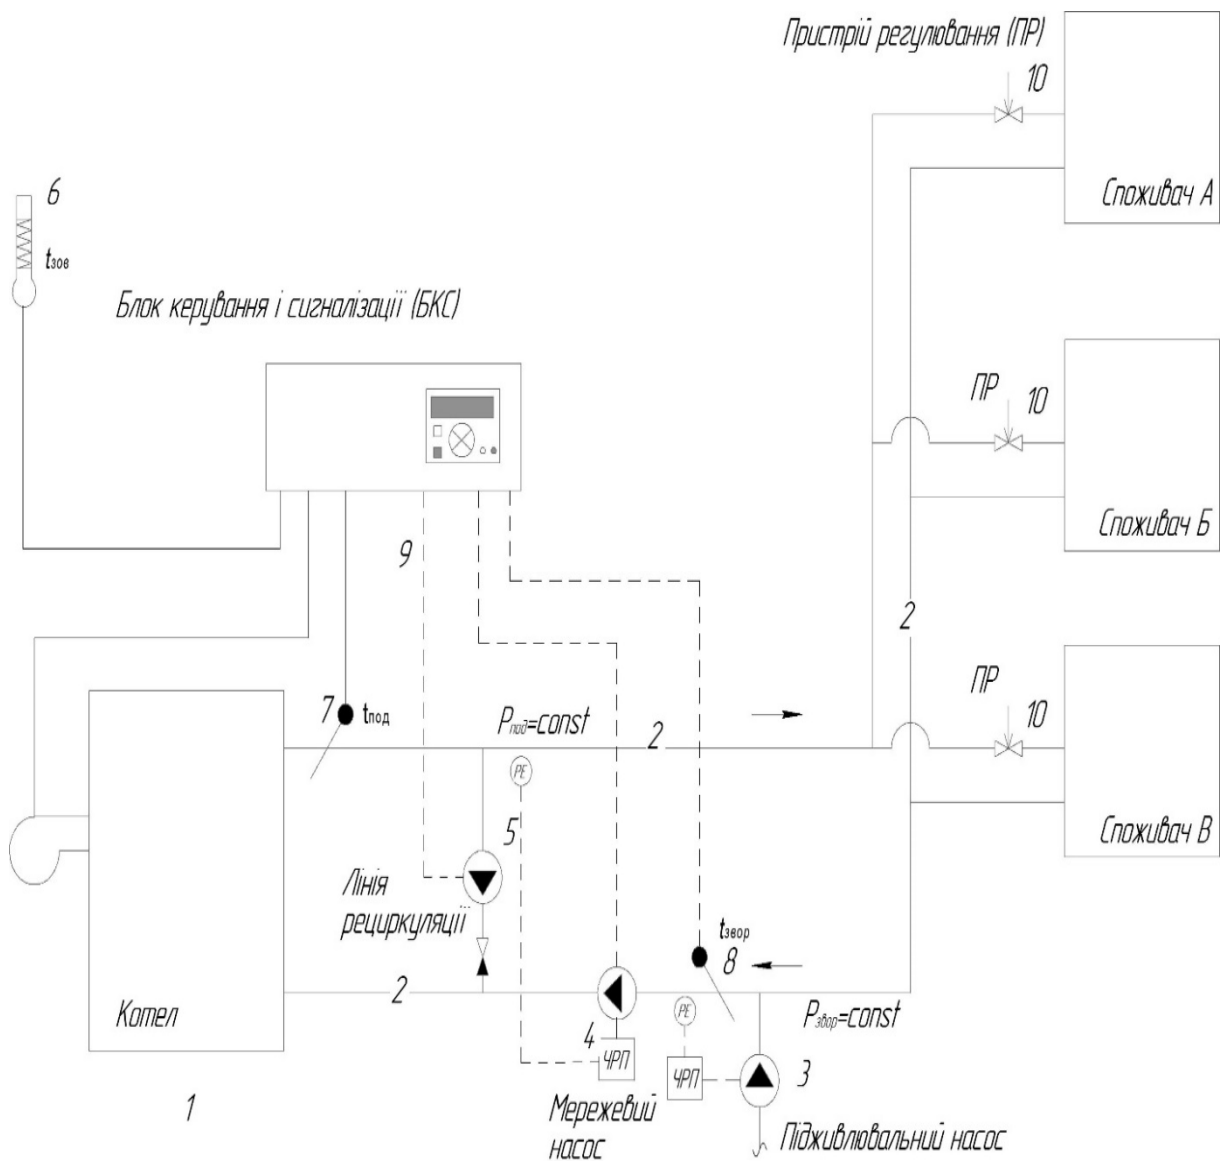 Пристрій регулювання (ПР)
10
Споживач А
6
tзов
Блок керування і сигналізації (БКС)
ПР
10
Споживач Б
9
2
ПР
10
7
tпод
Pпод=const
2
PE
5
Споживач В
Лінія
рециркуляції
tзвор
8
Котел
2
PE
Pзвор=const
4
ЧРП
ЧРП
3
1
Мережевий
насос
Підживлювальний насос